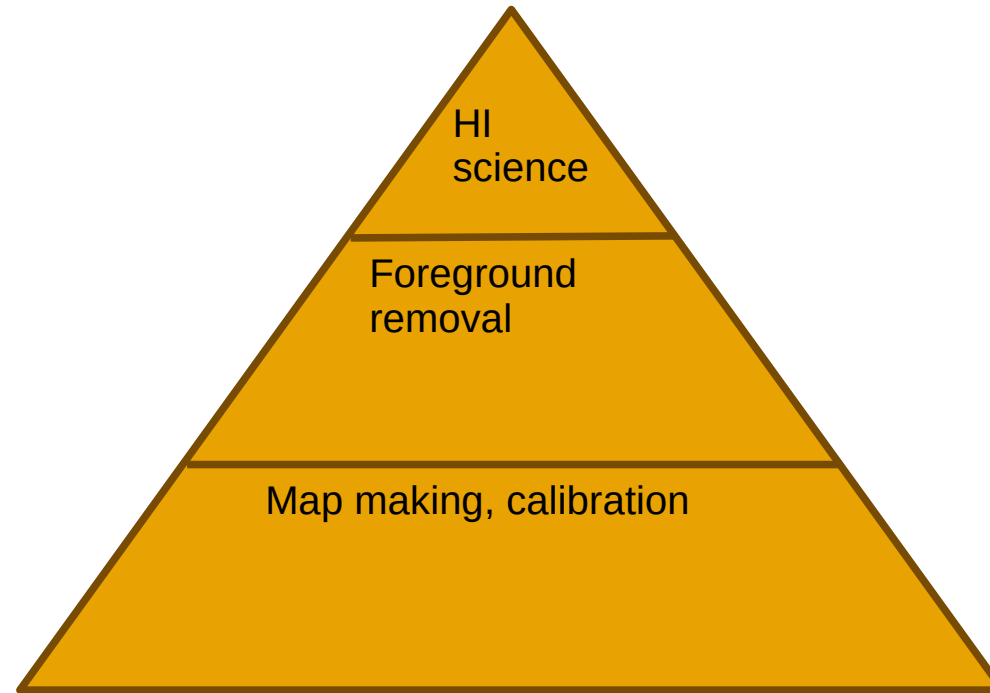 HI
science
Foreground
removal
Map making, calibration